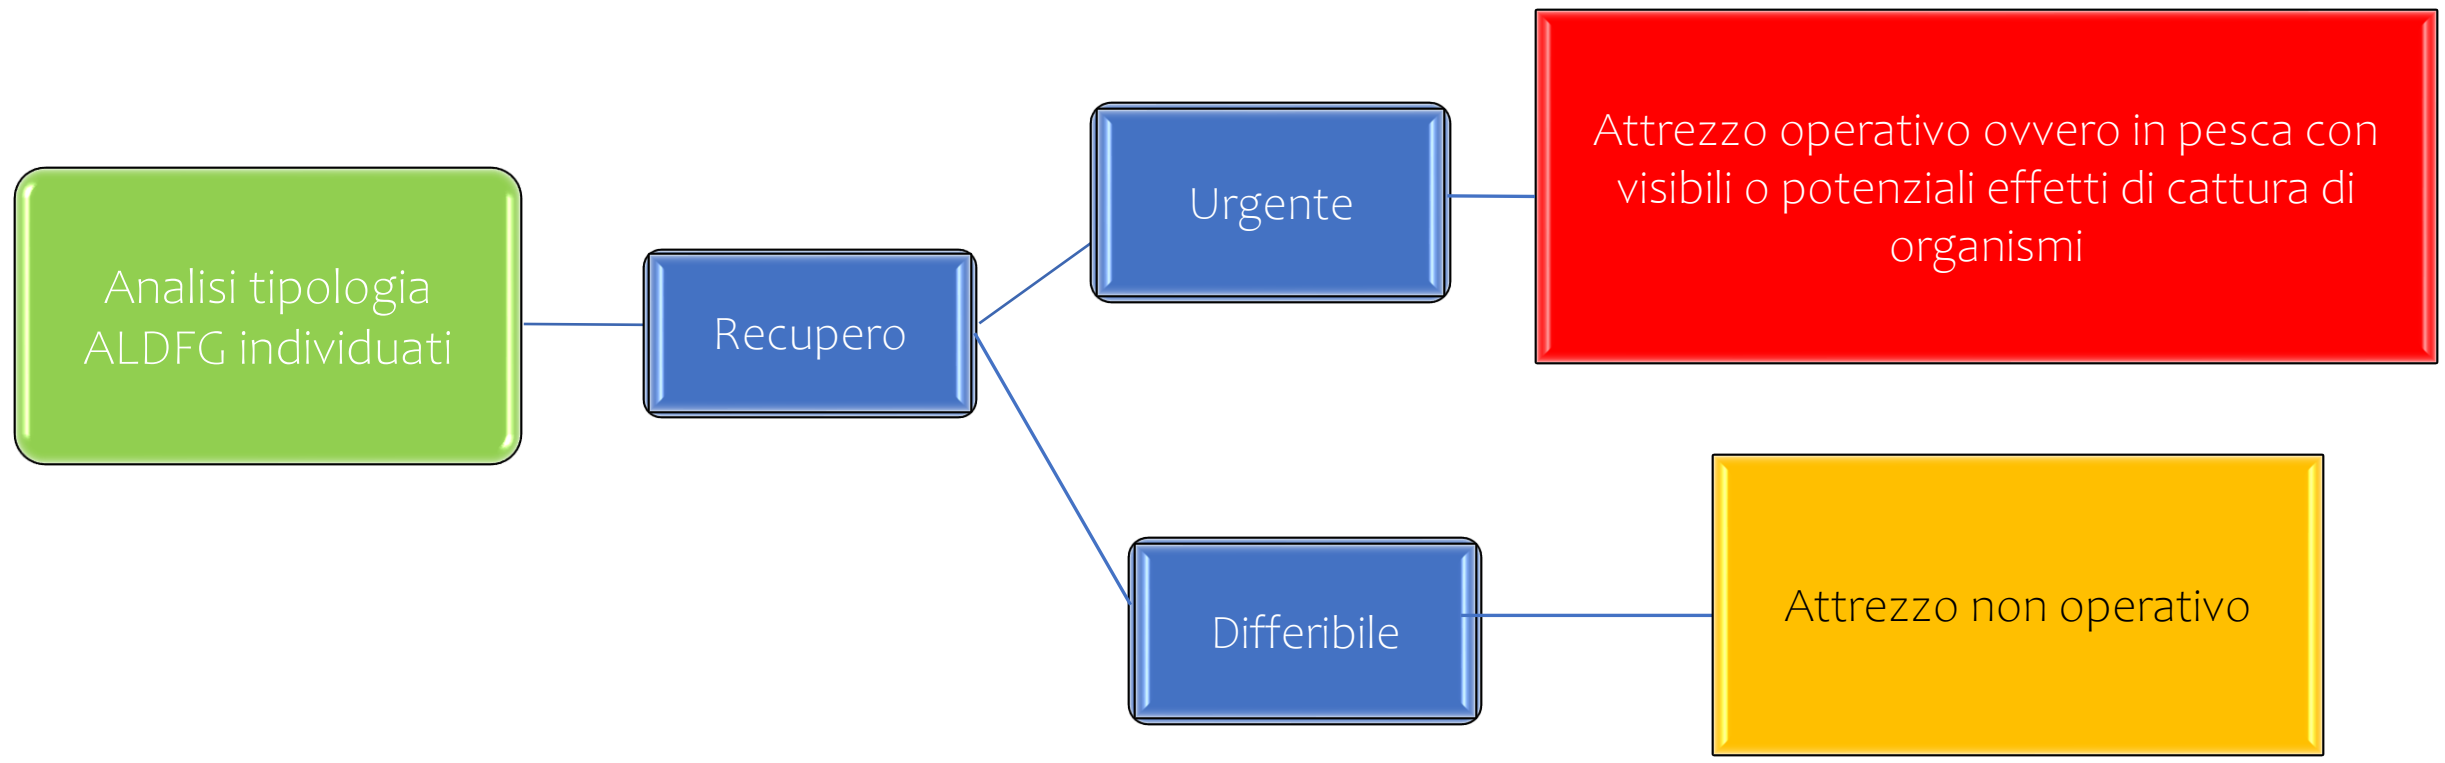 Analisi tipologia
ALDFG individuati
Recupero
Urgente
Attrezzo operativo ovvero in pesca con
visibili o potenziali effetti di cattura di
organismi
Differibile
Attrezzo non operativo